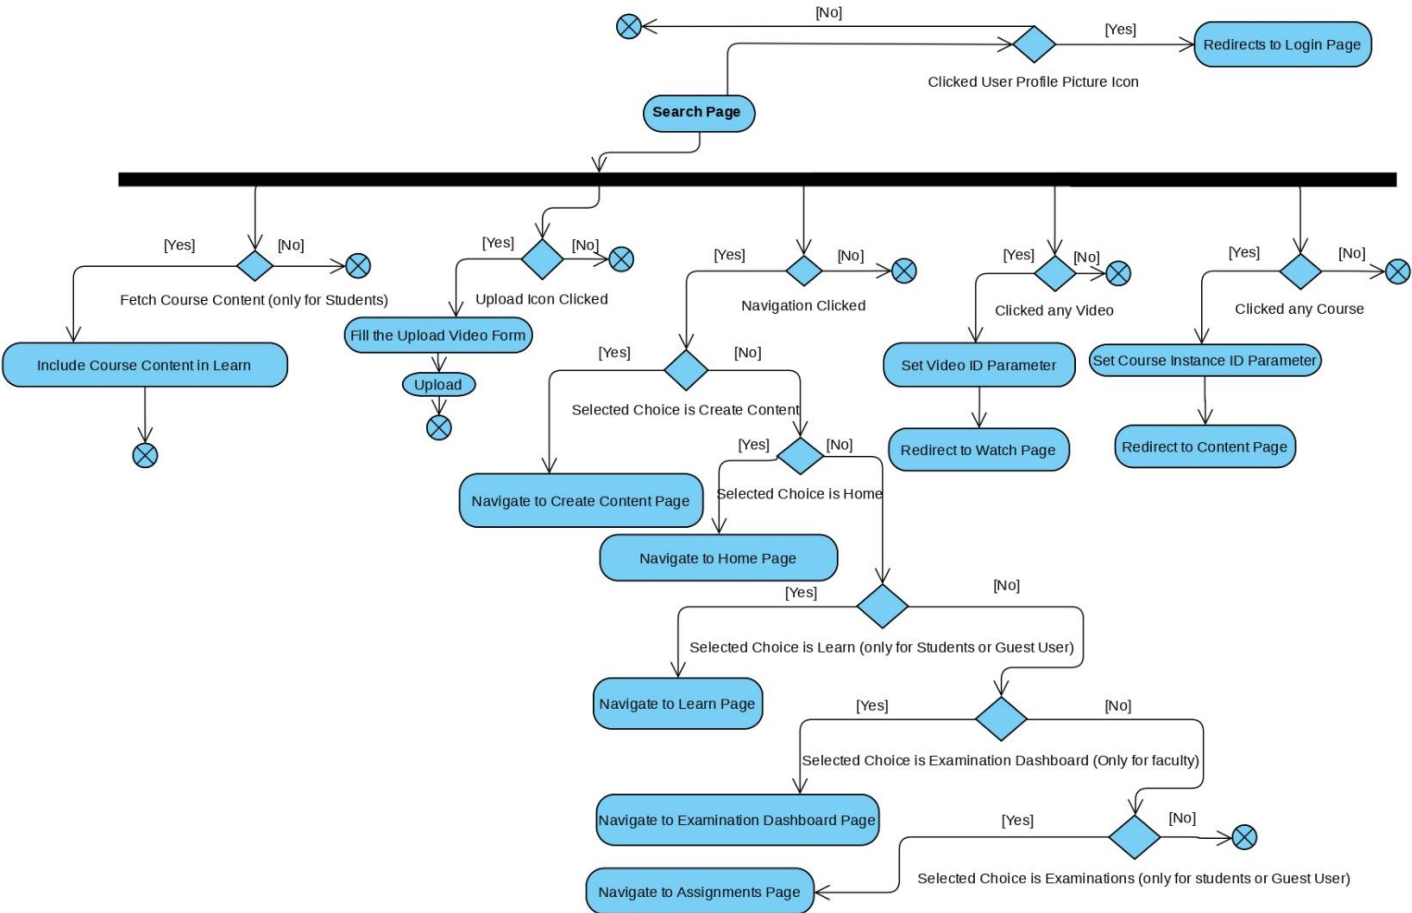 [No]
[Yes]
Redirects to Login Page
Clicked User Profile Picture Icon
Search Page
[Yes]
[No]
Fetch Course Content (only for Students)
Include Course Content in Learn
[Yes]
[No]
Upload Icon Clicked
Fill the Upload Video Form
Upload
[Yes]
[No]
Navigation Clicked
[Yes]
[No]
Clicked any Video
Set Video ID Parameter
Redirect to Watch Page
[Yes]
[No]
Clicked any Course
Set Course Instance ID Parameter
Redirect to Content Page
[Yes]
[No]
Selected Choice is Create Content
Navigate to Create Content Page
[Yes]
[No]
Selected Choice is Home
Navigate to Home Page
[Yes]
[No]
Selected Choice is Learn (only for Students or Guest User)
Navigate to Learn Page
[Yes]
[No]
Selected Choice is Examination Dashboard (Only for faculty)
Navigate to Examination Dashboard Page
[Yes]
[No]
Selected Choice is Examinations (only for students or Guest User)
Navigate to Assignments Page